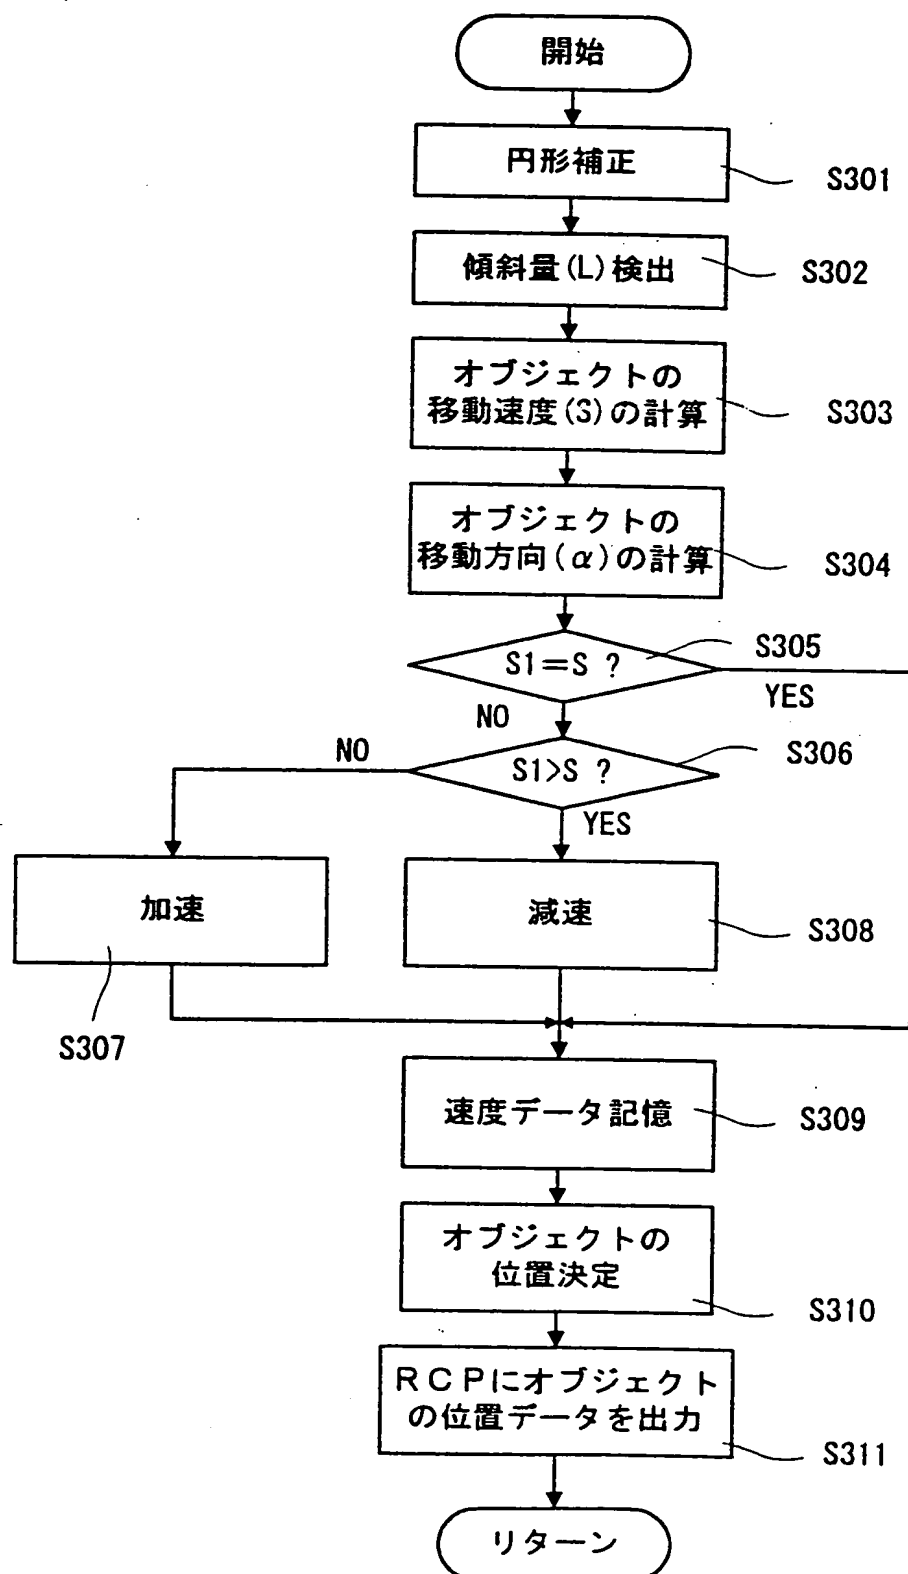 開始
円形補正
S301
傾斜量(L)検出
S302
オブジェクトの
移動速度(S)の計算
S303
オブジェクトの
移動方向(α)の計算
S304
S1=S ?
S305
YES
NO
S1>S ?
S306
NO
YES
加速
S307
減速
S308
速度データ記憶
S309
オブジェクトの
位置決定
S310
RCPにオブジェクト
の位置データを出力
S311
リターン